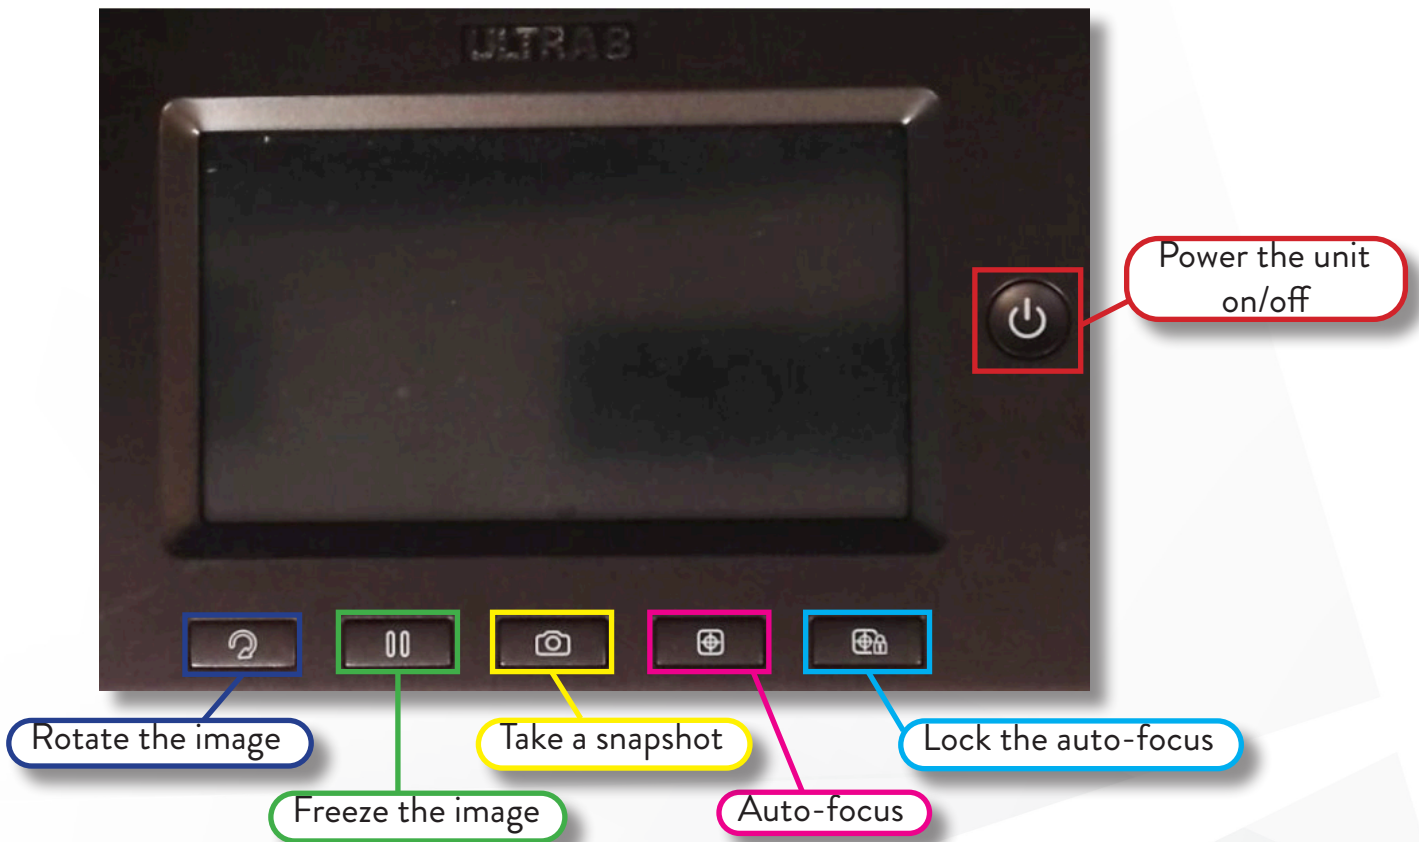 ULTRA8
Power the unit
on/off
Rotate the image
Take a snapshot
Lock the auto-focus
Freeze the image
Auto-focus